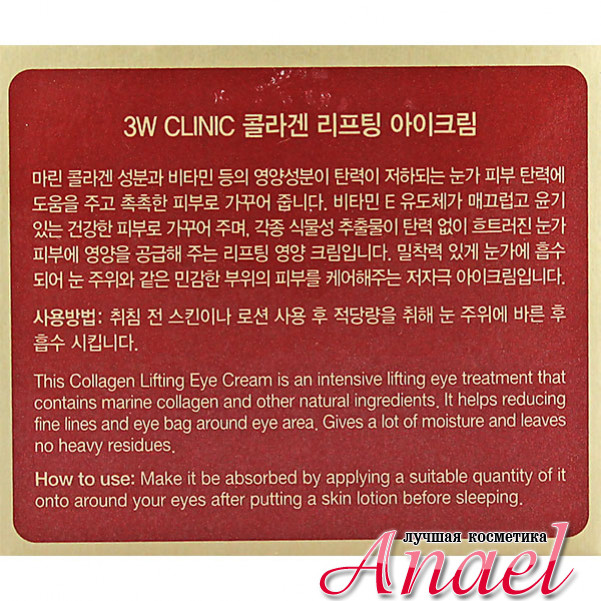 3W CLINIC 콜라겐 리프팅 아이크림
마린 콜라겐 성분과 비타민 등의 영양성분이 탄력이 저하되는 눈가 피부 탄력에
도움을 주고 촉촉한 피부로 가꾸어 줍니다. 비타민 E 유도체가 매끄럽고 윤기
있는 건강한 피부로 가꾸어 주며, 각종 식물성 추출물이 탄력 없이 흐트러진 눈가
피부에 영양을 공급해 주는 리프팅 영양 크림입니다. 밀착력 있게 눈가에 흡수
되어 눈 주위와 같은 민감한 부위의 피부를 케어해주는 저자극 아이크림입니다.
사용방법: 취침 전 스킨이나 로션 사용 후 적당량을 취해 눈 주위에 바른 후
흡수 시킵니다.
This Collagen Lifting Eye Cream is an intensive lifting eye treatment that
contains marine collagen and other natural ingredients. It helps reducing
fine lines and eye bag around eye area. Gives a lot of moisture and leaves
no heavy residues.
How to use: Make it be absorbed by applying a suitable quantity of it
onto around your eyes after putting a skin lotion before sleeping.
лучшая косметика
Anael